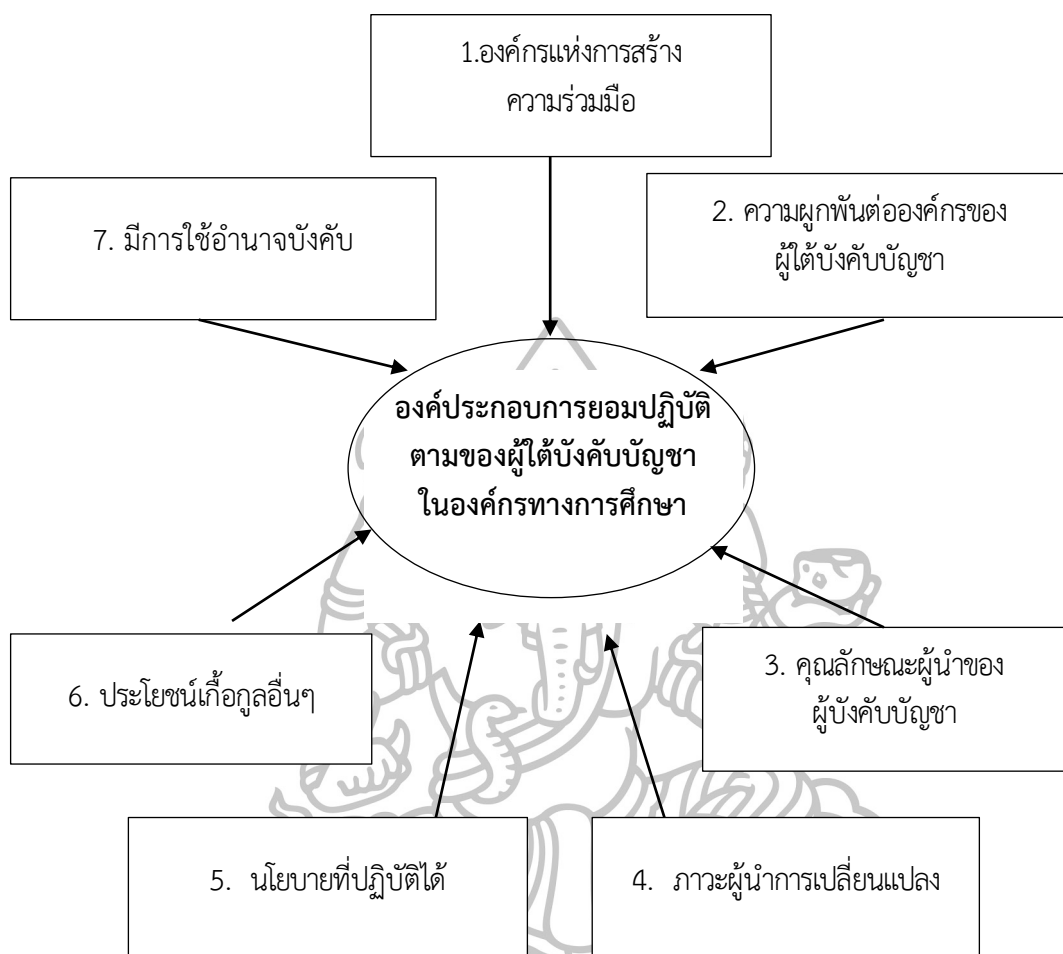 1.องค์กรแห่งการสร้าง
ความร่วมมือ
2. ความผูกพันต่อองค์กรของ
ผู้ใต้บังคับบัญชา
7. มีการใช้อำนาจบังคับ
องค์ประกอบการยอมปฏิบัติ
ตามของผู้ใต้บังคับบัญชา
ในองค์กรทางการศึกษา
3. คุณลักษณะผู้นำของ
ผู้บังคับบัญชา
6. ประโยชน์เกื้อกูลอื่นๆ
5. นโยบายที่ปฏิบัติได้
4. ภาวะผู้นำการเปลี่ยนแปลง